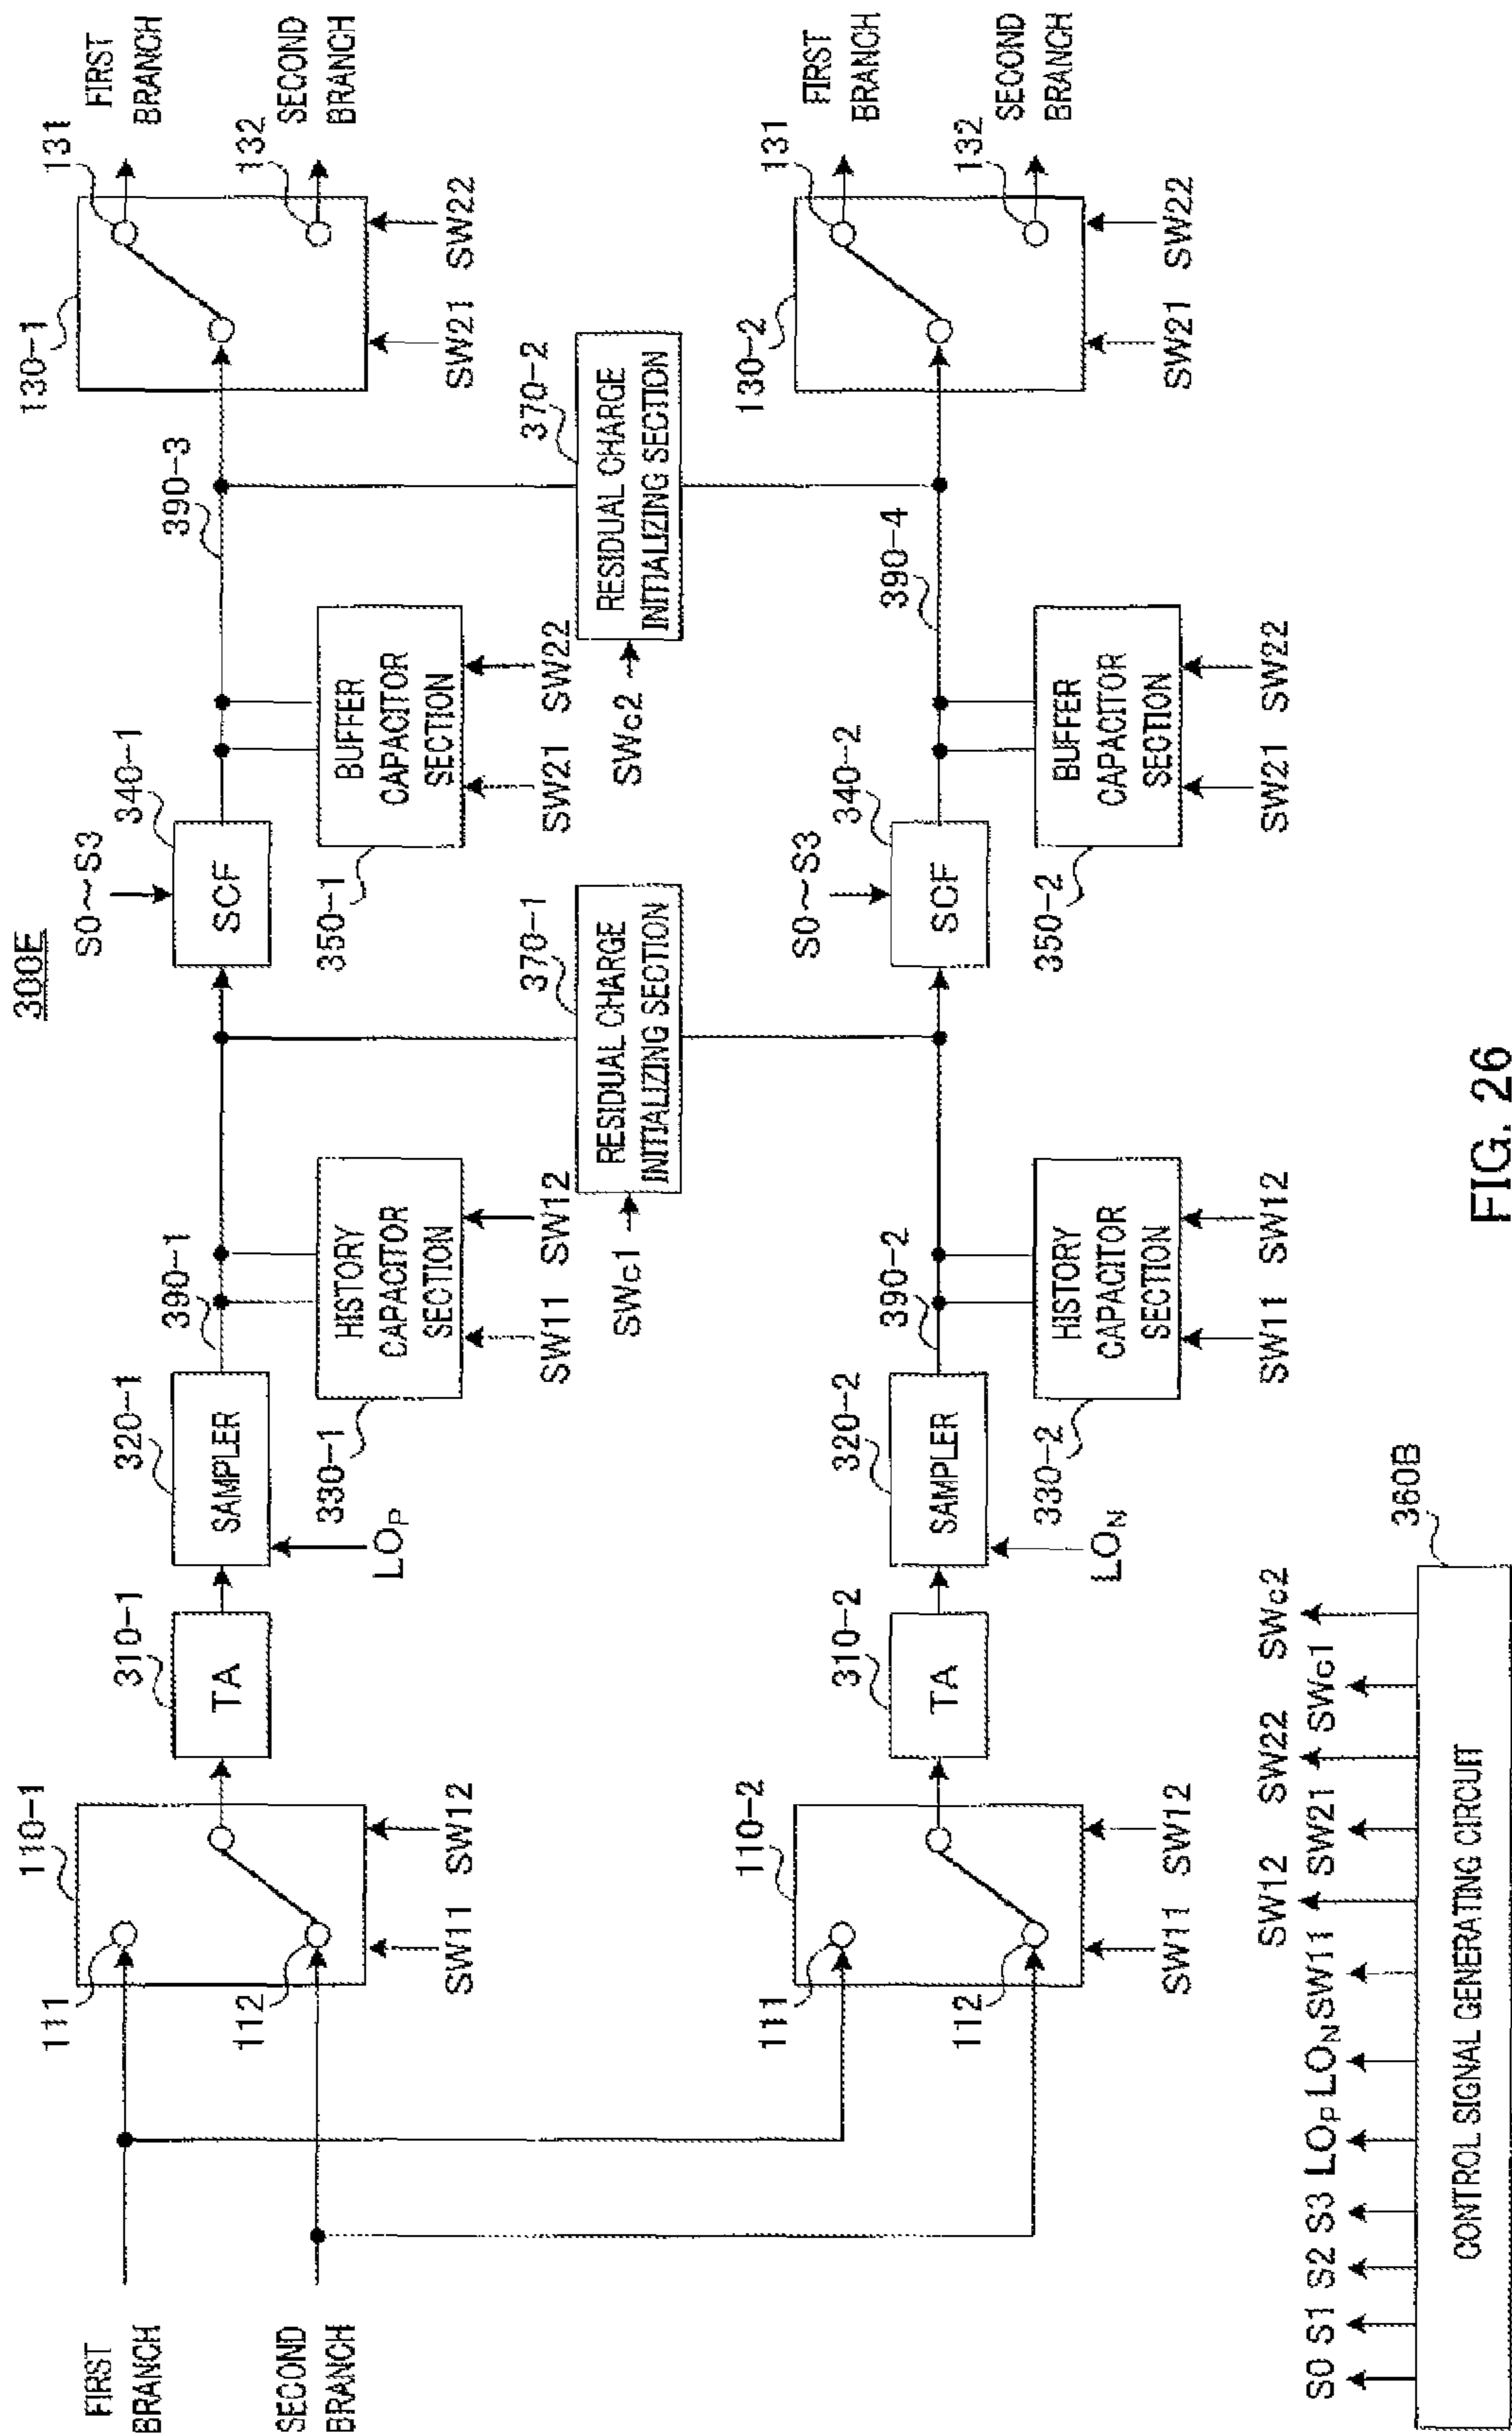 300E
FIRST
BRANCH
SECOND
BRANCH
111
112
110-1
SW11
SW12
310-1
TA
320-1
SAMPLER
LOP
390-1
330-1
HISTORY
CAPACITOR
SECTION
SW11
SW12
S0～S3
340-1
SCF
350-1
BUFFER
CAPACITOR
SECTION
SW21
SW22
390-3
130-1
131
132
FIRST
BRANCH
SECOND
BRANCH
SW21
SW22
370-1
RESIDUAL CHARGE
INITIALIZING SECTION
SWc1
370-2
RESIDUAL CHARGE
INITIALIZING SECTION
SWc2
111
112
110-2
SW11
SW12
310-2
TA
320-2
SAMPLER
LON
390-2
330-2
HISTORY
CAPACITOR
SECTION
SW11
SW12
S0～S3
340-2
SCF
350-2
BUFFER
CAPACITOR
SECTION
SW21
SW22
390-4
130-2
131
132
FIRST
BRANCH
SECOND
BRANCH
SW21
SW22
S0 S1 S2 S3 LOP LON SW11 SW12 SW21 SW22 SWc1 SWc2
360B
CONTROL SIGNAL GENERATING CIRCUIT
FIG. 26